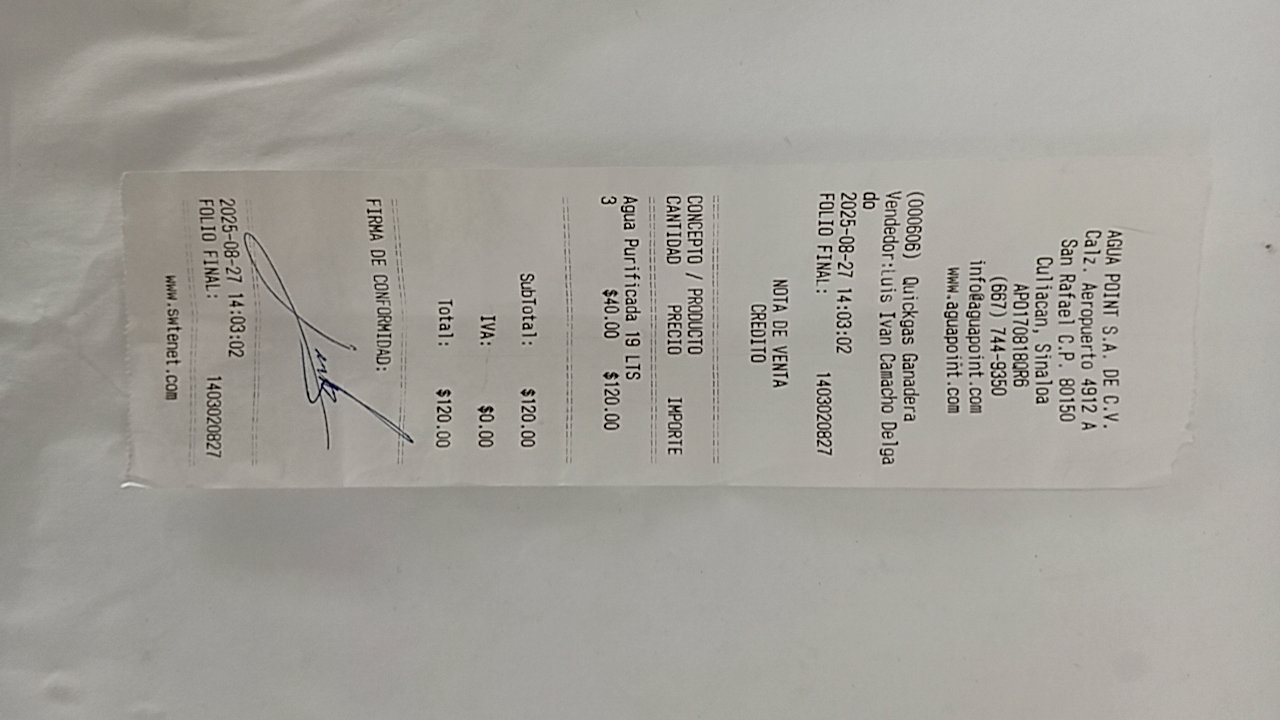 AGUA POINT S.A. DE C.V.
Calz. Aeropuerto 4912 A
San Rafael C.P. 80150
Culiacan, Sinaloa
APO170818QR6
(667) 744-9350
info@aguapoint.com
www.aguapoint.com
(000606) Quickgas Ganadera
Vendedor:Luis Ivan Camacho Delga
do
2025-08-27 14:03:02
FOLIO FINAL: 1403020827
NOTA DE VENTA
CREDITO
CONCEPTO / PRODUCTO
CANTIDAD PRECIO IMPORTE
Agua Purificada 19 LTS
3 $40.00 $120.00
SubTotal: $120.00
IVA: $0.00
Total: $120.00
FIRMA DE CONFORMIDAD:
2025-08-27 14:03:02
FOLIO FINAL: 1403020827
www.swtenet.com